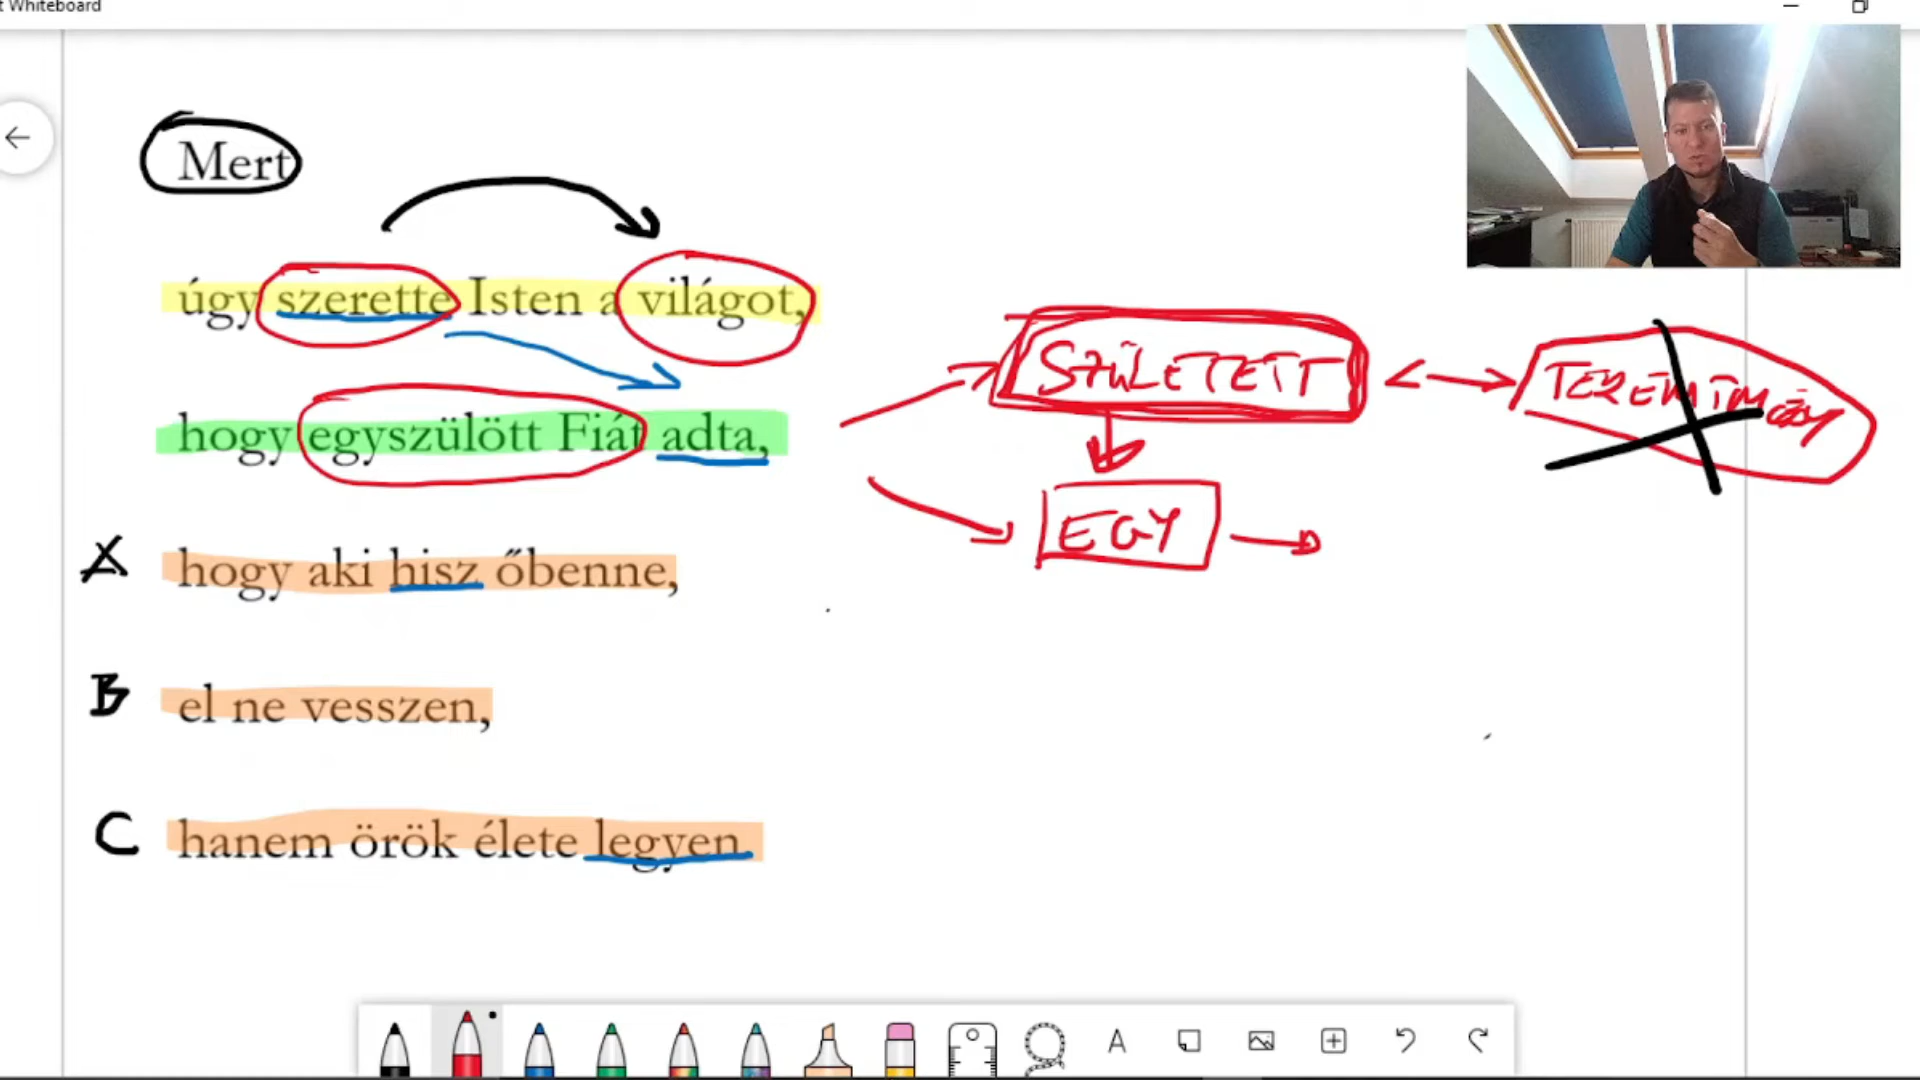 t Whiteboard
Mert
úgy szerette Isten a világot,
hogy egyszülött Fiát adta,
A hogy aki hisz őbenne,
B el ne vesszen,
C hanem örök élete legyen.
SZÜLETETT
TEREMTMÉNY
EGY
A